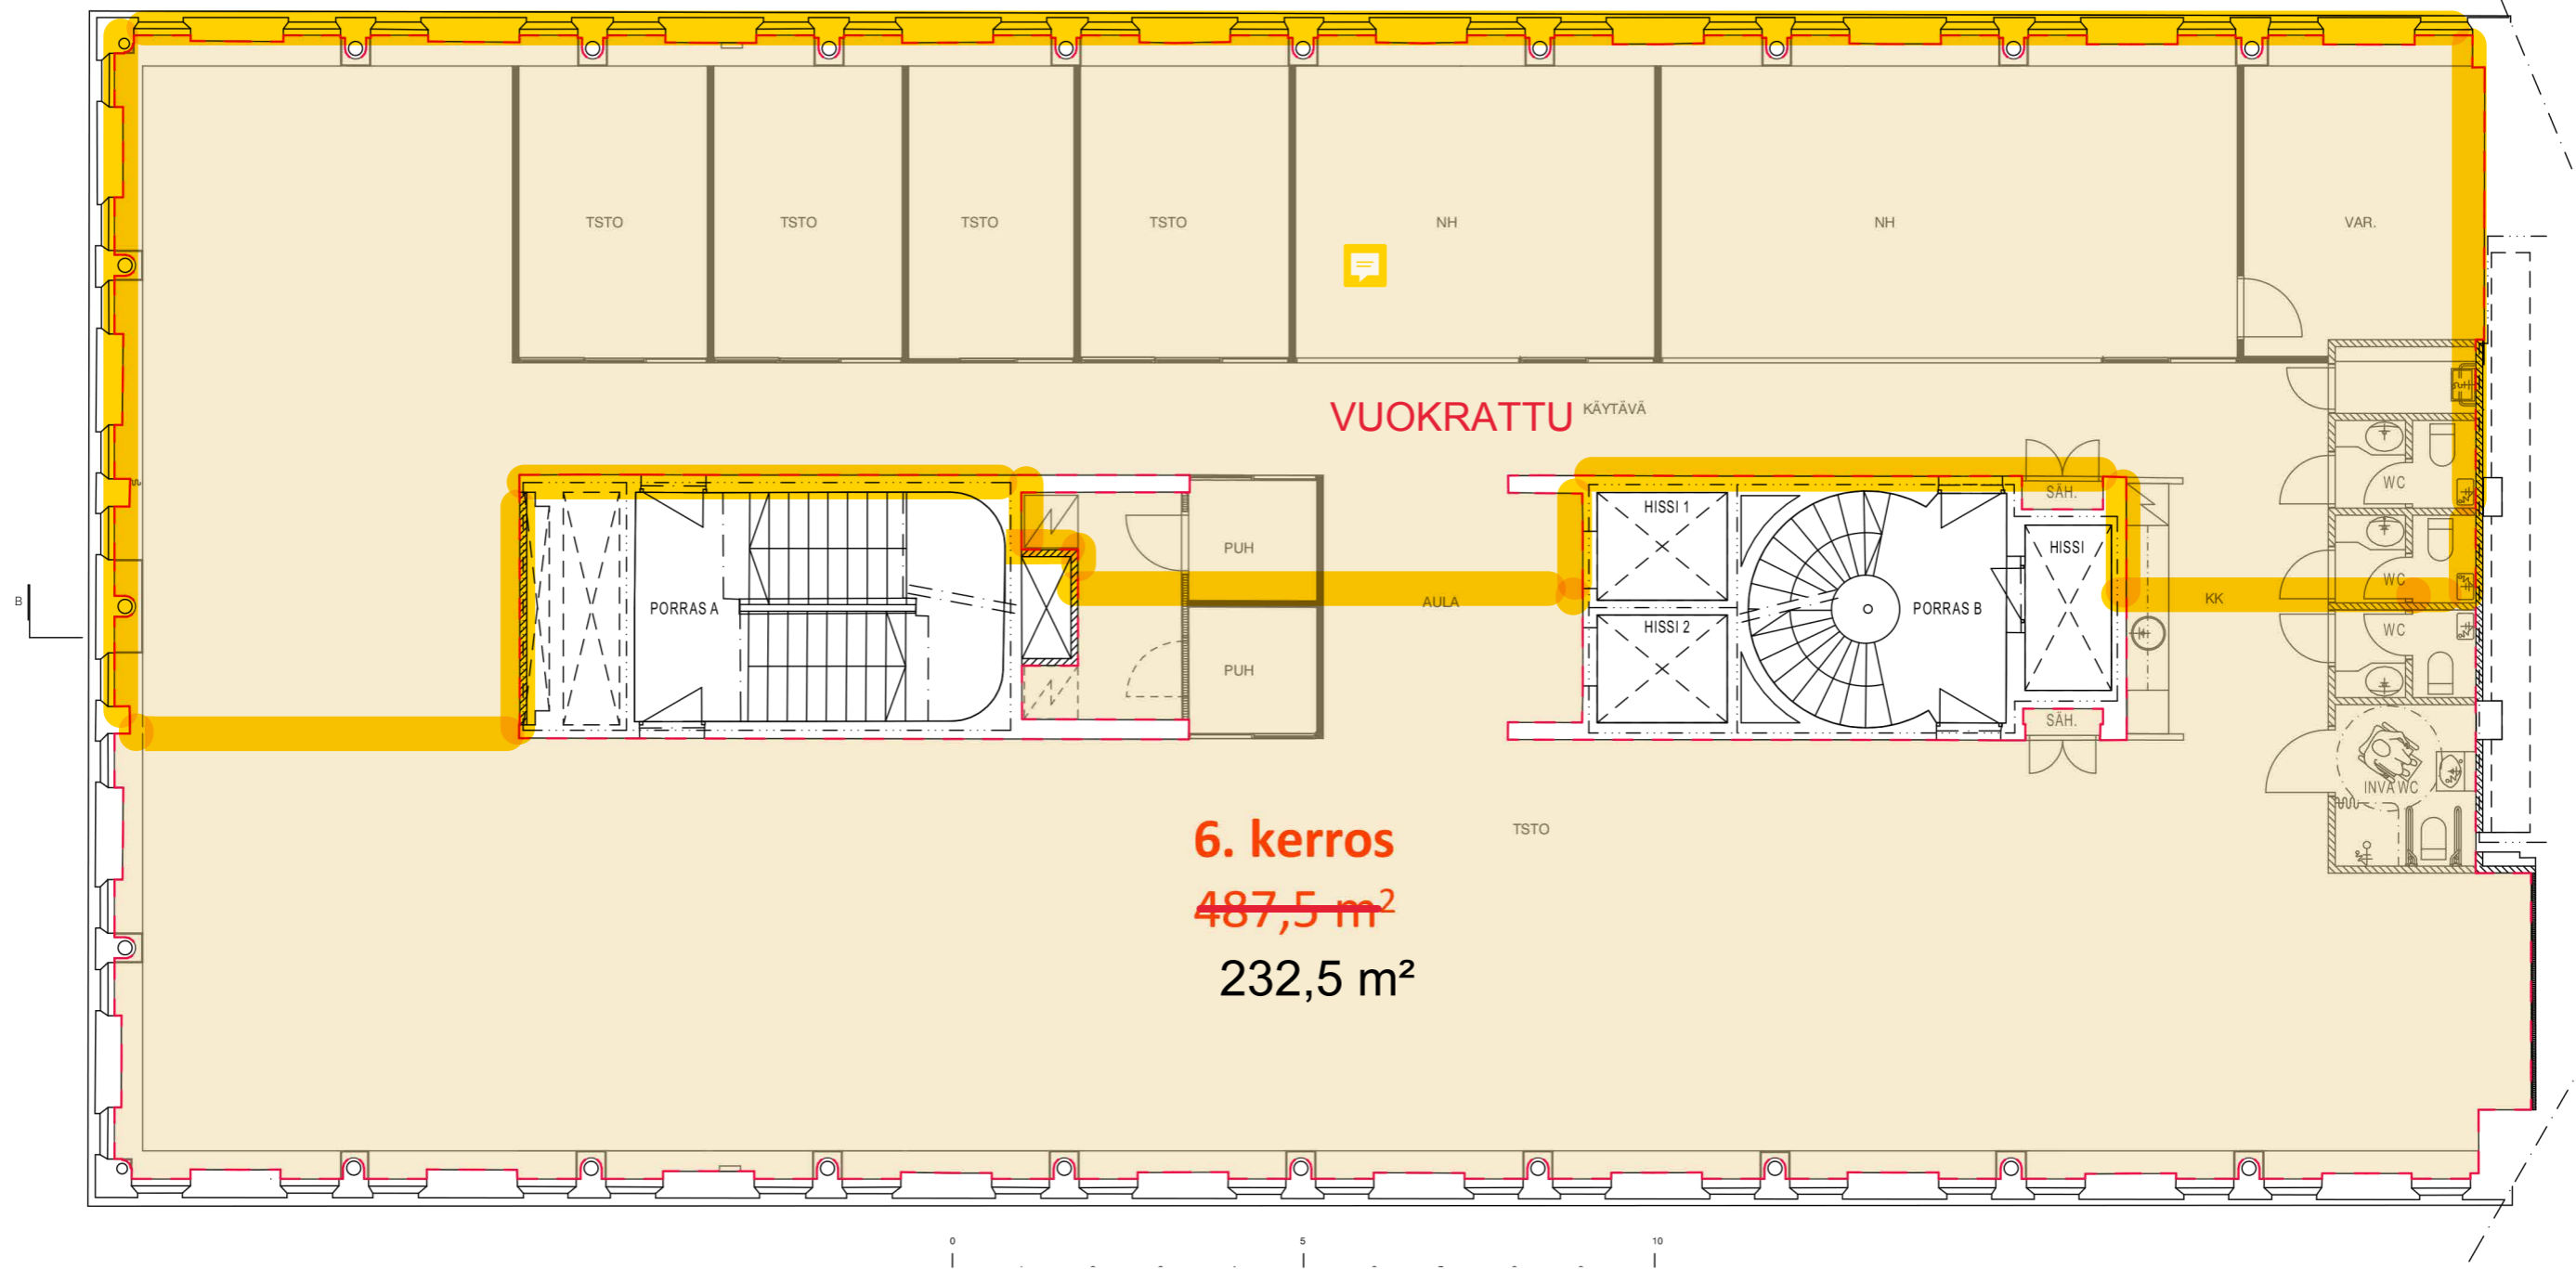 TSTO TSTO TSTO TSTO NH NH VAR.
VUOKRATTU KÄYTÄVÄ
WC
SÄH.
HISSI 1
PUH
HISSI
WC
B
PORRAS A
AULA
PORRAS B
KK
HISSI 2
WC
PUH
SÄH.
INVA WC
6. kerros
TSTO
487,5 m²
232,5 m²
0 5 10